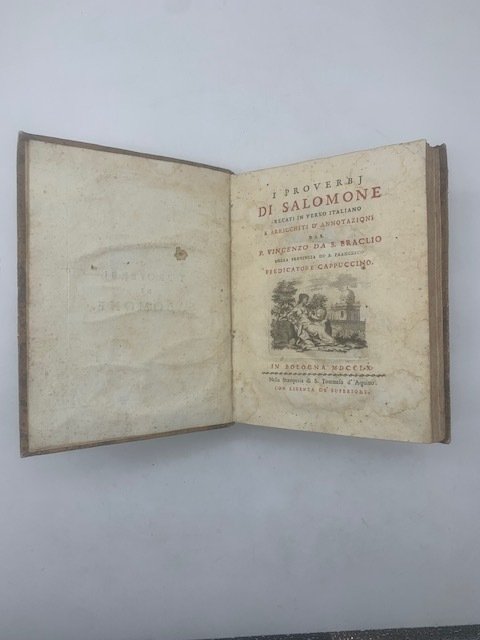 I PROVERBJ
DI SALOMONE
RECATI IN VERSO ITALIANO
E ARRICCHITI D'ANNOTAZIONI
DAL
P. VINCENZO DA S. ERACLIO
DELLA PROVINCIA DI S. FRANCESCO
PREDICATORE CAPPUCCINO.
IN BOLOGNA MDCCLX.
Nella Stamperia di S. Tommaso d'Aquino.
CON LICENZA DE' SUPERIORI.